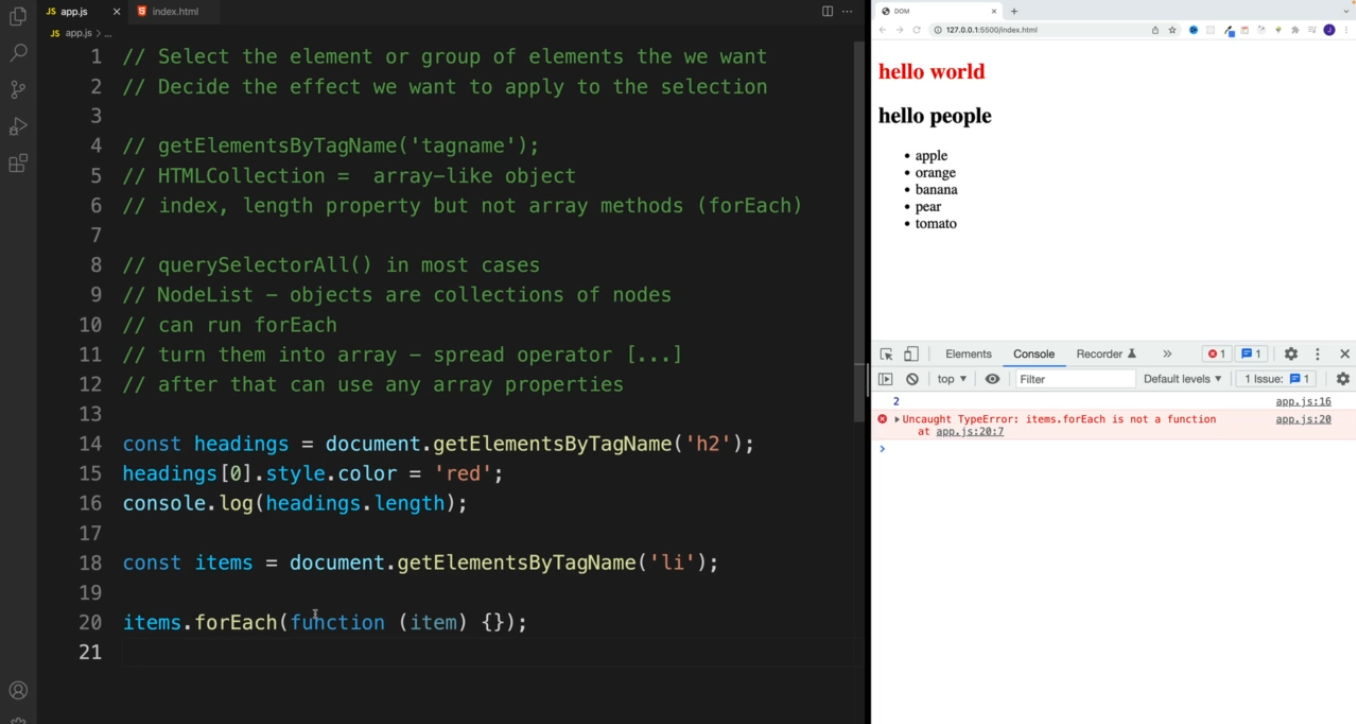 JS app.js
index.html
JS app.js > ...
1 // Select the element or group of elements the we want
2 // Decide the effect we want to apply to the selection
3
4 // getElementsByTagName('tagname');
5 // HTMLCollection =  array-like object
6 // index, length property but not array methods (forEach)
7
8 // querySelectorAll() in most cases
9 // NodeList - objects are collections of nodes
10 // can run forEach
11 // turn them into array - spread operator [...]
12 // after that can use any array properties
13
14 const headings = document.getElementsByTagName('h2');
15 headings[0].style.color = 'red';
16 console.log(headings.length);
17
18 const items = document.getElementsByTagName('li');
19
20 items.forEach(function (item) {});
21
DOM
127.0.0.1:5500/index.html
hello world
hello people
• apple
• orange
• banana
• pear
• tomato
Elements Console Recorder » 1 1
top Filter Default levels 1 Issue: 1
2 app.js:16
Uncaught TypeError: items.forEach is not a function app.js:20
at app.js:20:7